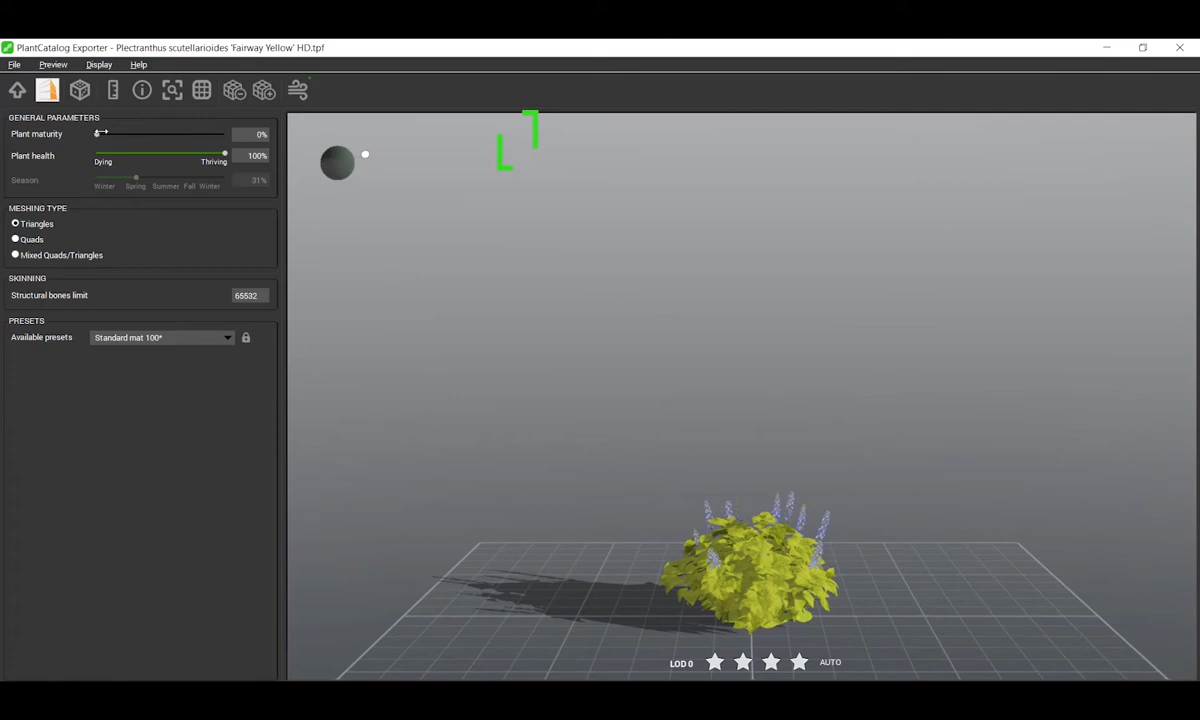 PlantCatalog Exporter - Plectranthus scutellarioides 'Fairway Yellow' HD.tpf
File Preview Display Help
GENERAL PARAMETERS
Plant maturity 0%
Plant health 100%
Dying Thriving
Season 31%
Winter Spring Summer Fall Winter
MESHING TYPE
Triangles
Quads
Mixed Quads/Triangles
SKINNING
Structural bones limit 65532
PRESETS
Available presets Standard mat 100*
LOD 0 AUTO